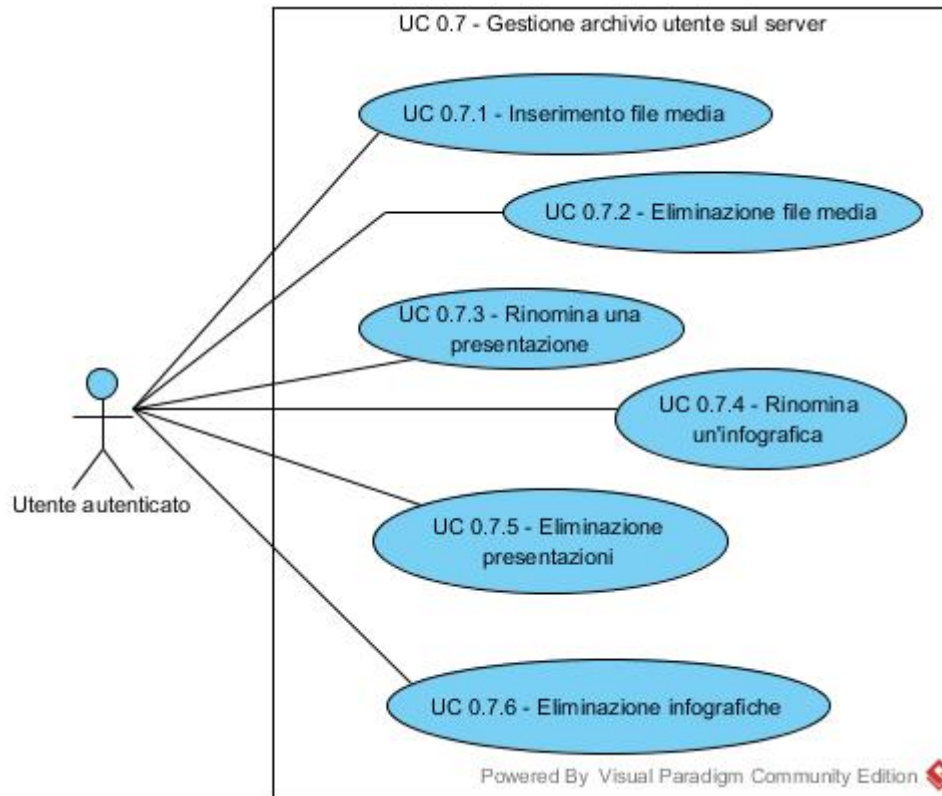 UC 0.7 - Gestione archivio utente sul server
UC 0.7.1 - Inserimento file media
UC 0.7.2 - Eliminazione file media
UC 0.7.3 - Rinomina una
presentazione
UC 0.7.4 - Rinomina
un'infografica
Utente autenticato
UC 0.7.5 - Eliminazione
presentazioni
UC 0.7.6 - Eliminazione infografiche
Powered By Visual Paradigm Community Edition